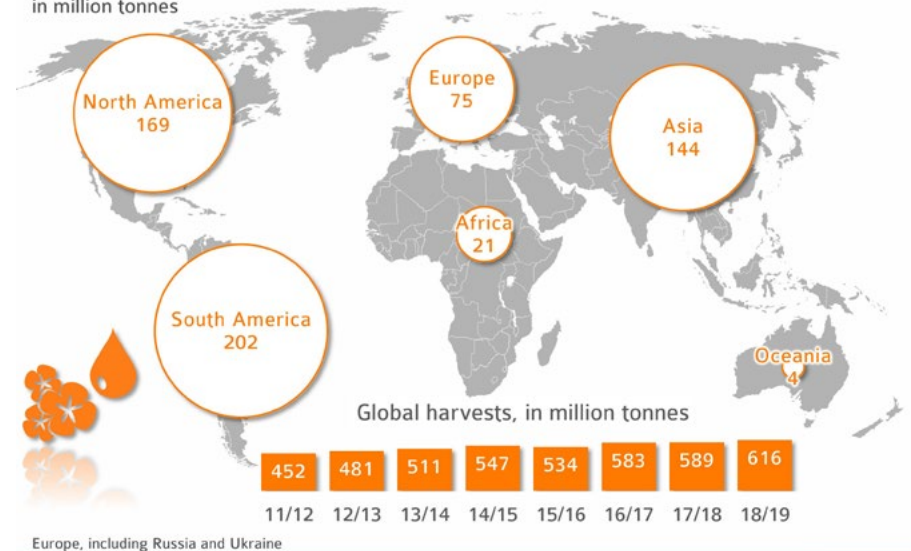 in million tonnes
North America
169
Europe
75
Asia
144
Africa
21
South America
202
Oceania
4
Global harvests, in million tonnes
452 481 511 547 534 583 589 616
11/12 12/13 13/14 14/15 15/16 16/17 17/18 18/19
Europe, including Russia and Ukraine